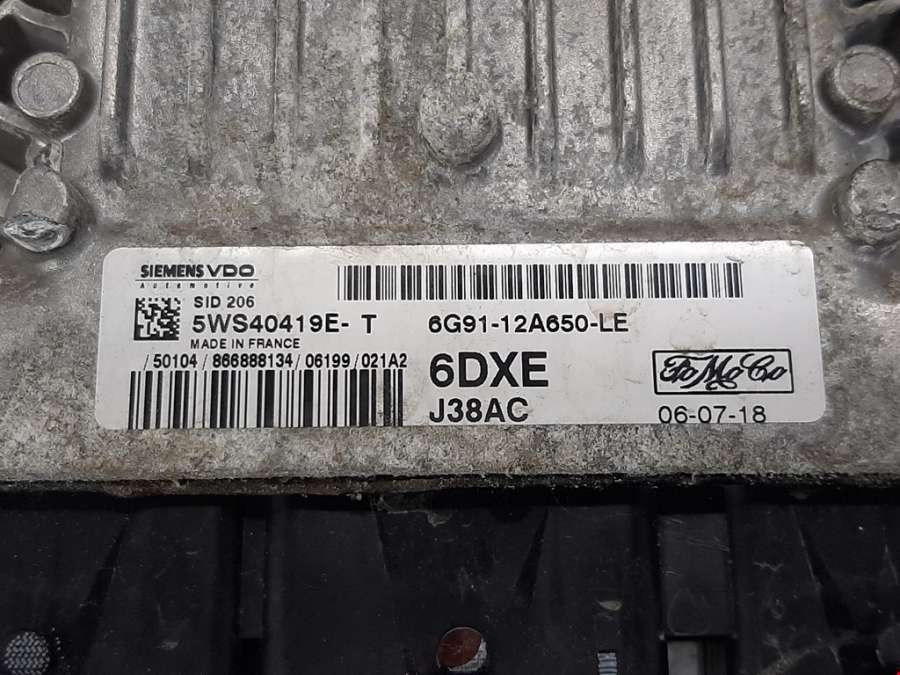 SIEMENS VDO
Automotive
SID 206
5WS40419E- T
6G91-12A650-LE
MADE IN FRANCE
/50104/866888134/06199/021A2
6DXE
FoMoCo
J38AC
06-07-18